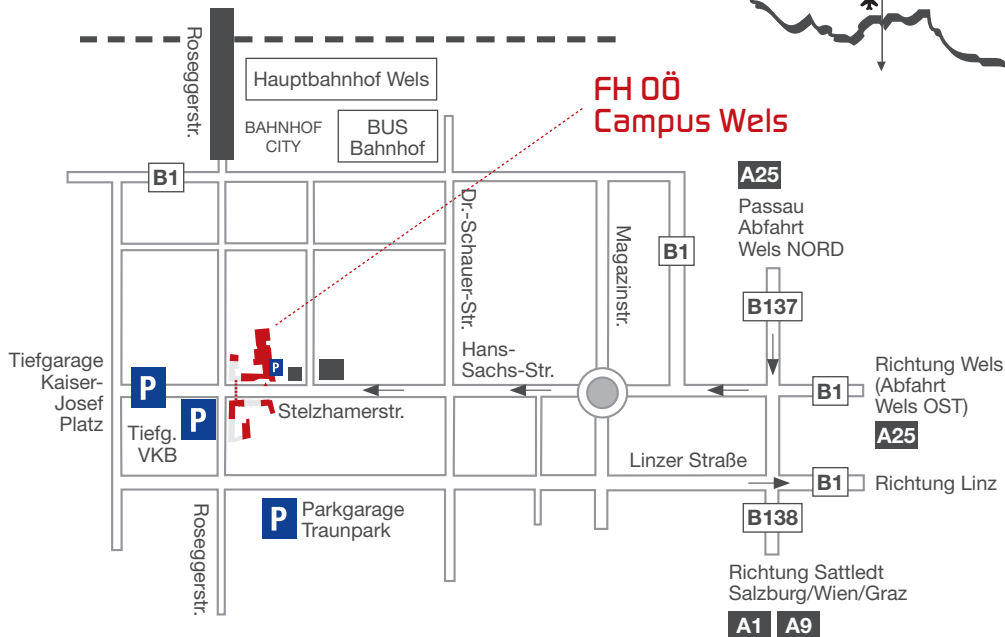 Roseggerstr.
Hauptbahnhof Wels
BAHNHOF
CITY
BUS
Bahnhof
FH OÖ
Campus Wels
B1
A25
Passau
Abfahrt
Wels NORD
Dr.-Schauer-Str.
Magazinstr.
B1
B137
Tiefgarage
Kaiser-
Josef
Platz
P
P
P
Hans-
Sachs-Str.
Stelzhamerstr.
B1
Richtung Wels
(Abfahrt
Wels OST)
A25
Tiefg.
VKB
Linzer Straße
B1
Richtung Linz
Roseggerstr.
P
Parkgarage
Traunpark
B138
Richtung Sattledt
Salzburg/Wien/Graz
A1
A9